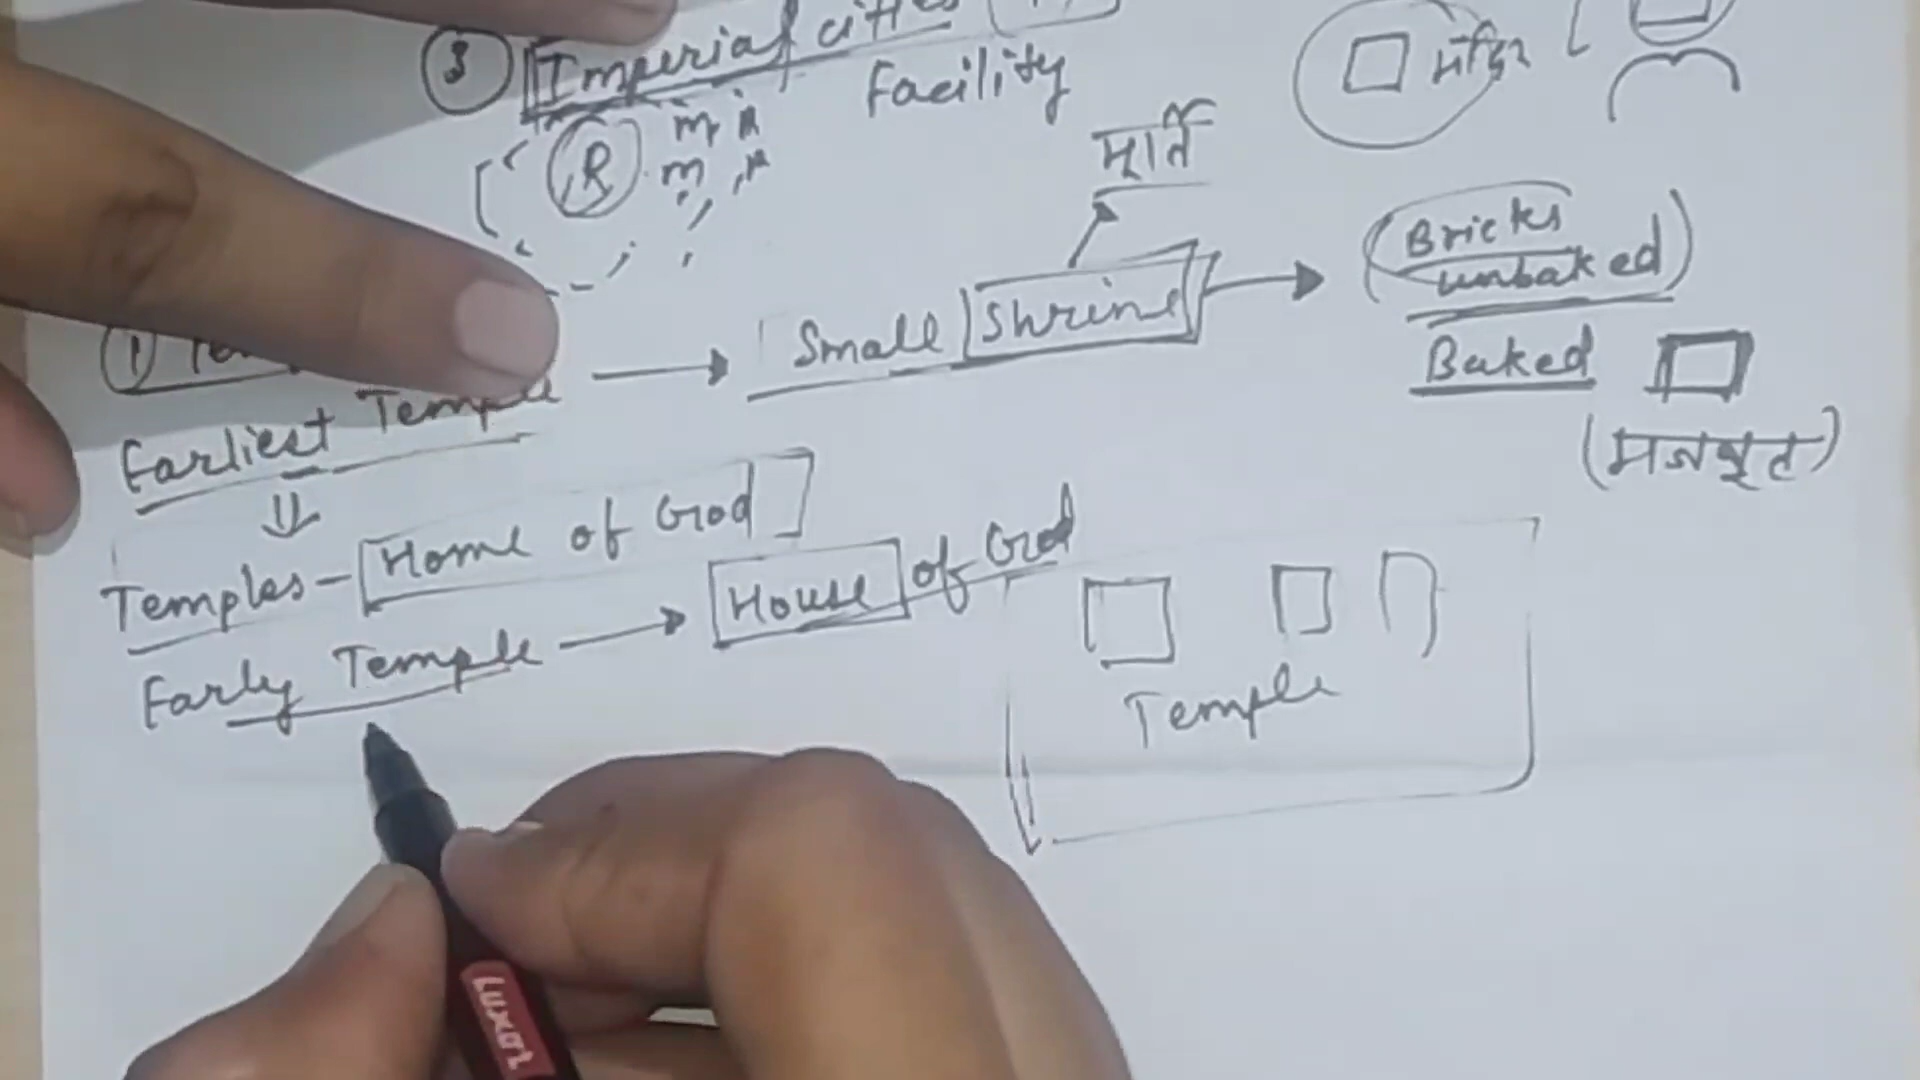 ③ Imperial cities
Facility
मंदिर
R
मूर्ति
Small Shrine
Bricks
unbaked
Baked
(मजबूत)
①
Earliest Temple
Temples - Home of God
Early Temple → House of God
Temple
LUXOR